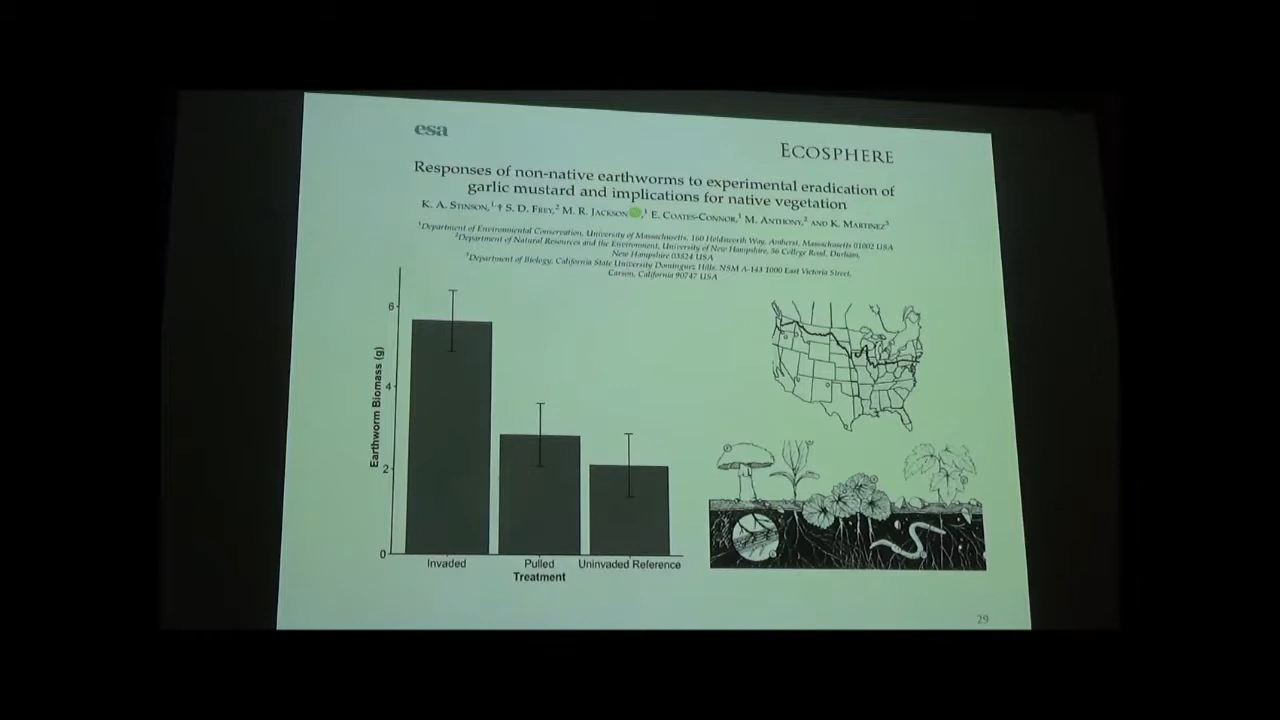 esa
ECOSPHERE
Responses of non-native earthworms to experimental eradication of
garlic mustard and implications for native vegetation
K. A. STINSON,¹† S. D. FREY,² M. R. JACKSON,¹ E. COATES-CONNOR,¹ M. ANTHONY,² AND K. MARTINEZ³
¹Department of Environmental Conservation, University of Massachusetts, 160 Holdsworth Way, Amherst, Massachusetts 01002 USA
²Department of Natural Resources and the Environment, University of New Hampshire, 56 College Road, Durham,
New Hampshire 03824 USA
³Department of Biology, California State University Dominguez Hills, NSM A-143 1000 East Victoria Street,
Carson, California 90747 USA
Earthworm Biomass (g)
6
4
2
0
Invaded
Pulled
Uninvaded Reference
Treatment
29